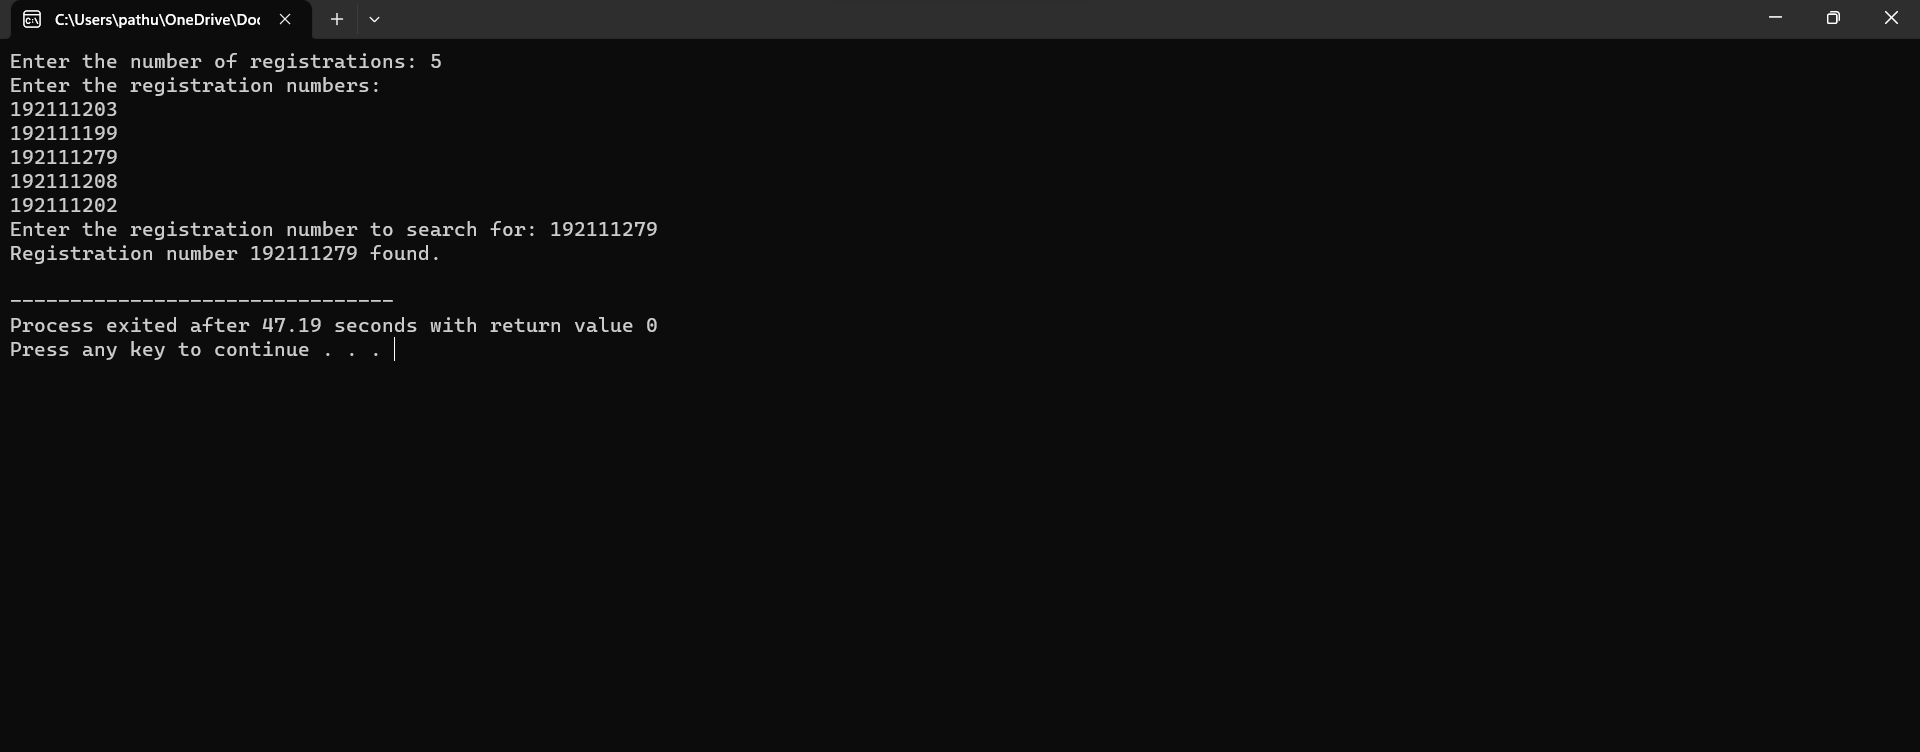 C:\Users\pathu\OneDrive\Doc
Enter the number of registrations: 5
Enter the registration numbers:
192111203
192111199
192111279
192111208
192111202
Enter the registration number to search for: 192111279
Registration number 192111279 found.
--------------------------------
Process exited after 47.19 seconds with return value 0
Press any key to continue . . .